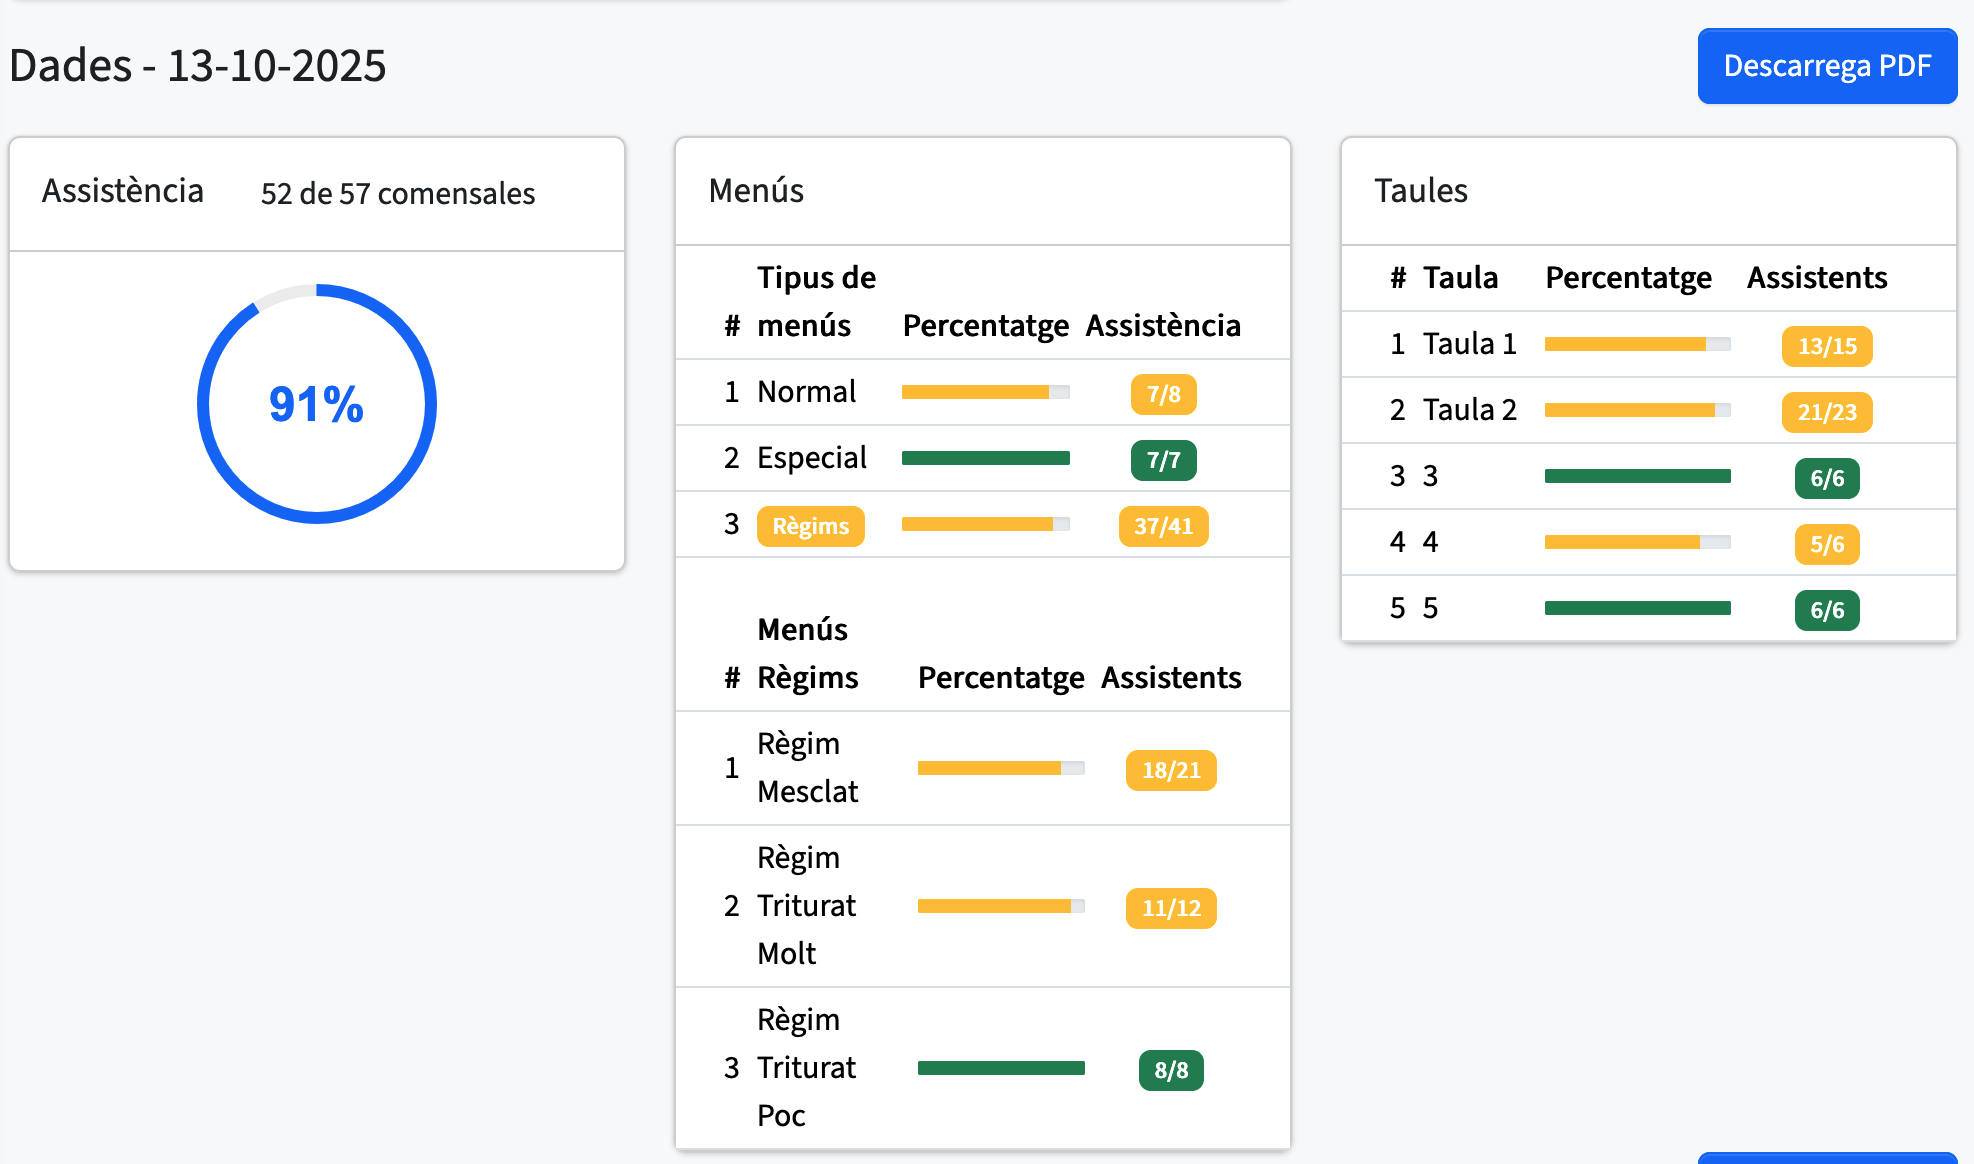 Dades - 13-10-2025
Descarrega PDF
Assistència
52 de 57 comensales
91%
Menús
# Tipus de menús Percentatge Assistència
1 Normal 7/8
2 Especial 7/7
3 Règims 37/41
# Menús Règims Percentatge Assistents
1 Règim Mesclat 18/21
2 Règim Triturat Molt 11/12
3 Règim Triturat Poc 8/8
Taules
# Taula Percentatge Assistents
1 Taula 1 13/15
2 Taula 2 21/23
3 3 6/6
4 4 5/6
5 5 6/6